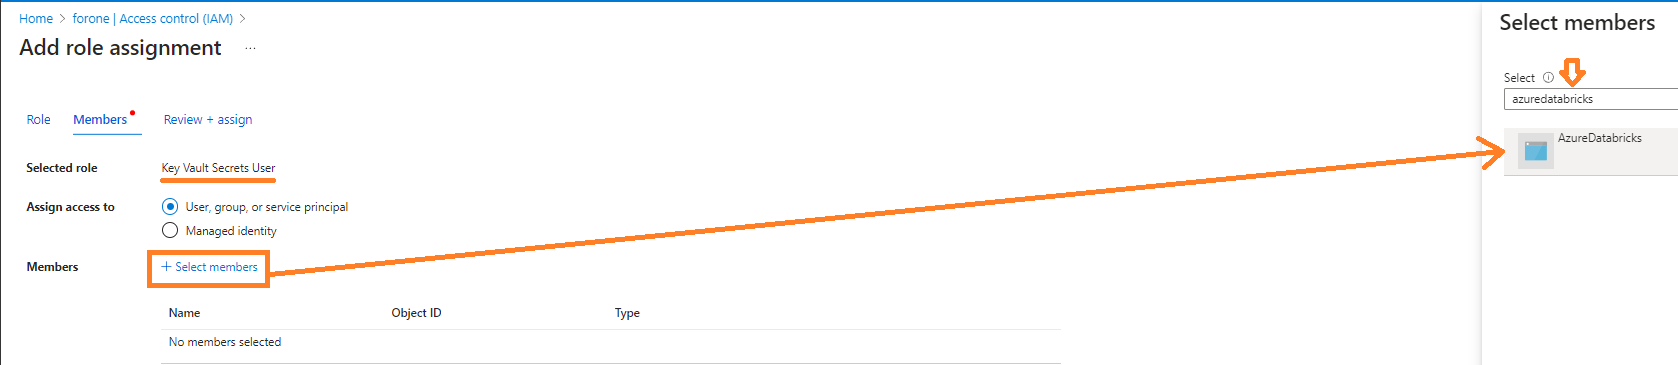 Home > forone | Access control (IAM) >
Add role assignment ...
Role Members Review + assign
Selected role Key Vault Secrets User
Assign access to User, group, or service principal
Managed identity
Members + Select members
Name Object ID Type
No members selected
Select members
Select
azuredatabricks
AzureDatabricks